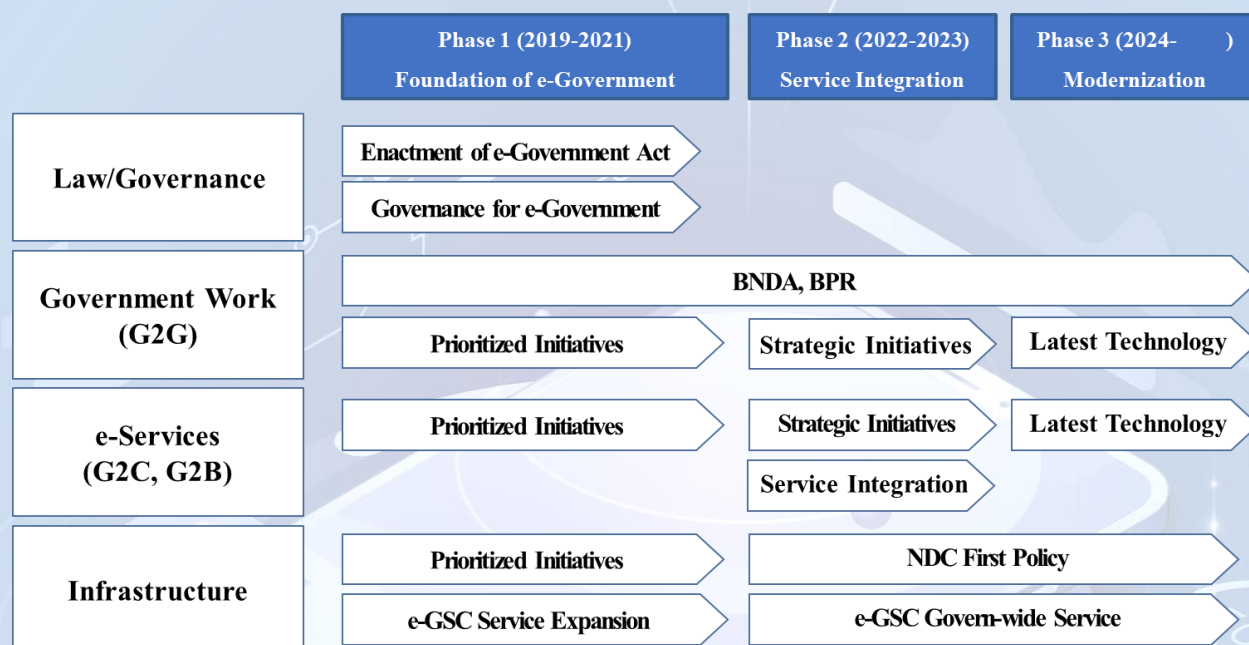 Phase 1 (2019-2021)
Foundation of e-Government
Phase 2 (2022-2023)
Service Integration
Phase 3 (2024- )
Modernization
Law/Governance
Enactment of e-Government Act
Governance for e-Government
Government Work
(G2G)
BNDA, BPR
Prioritized Initiatives
Strategic Initiatives
Latest Technology
e-Services
(G2C, G2B)
Prioritized Initiatives
Strategic Initiatives
Latest Technology
Service Integration
Infrastructure
Prioritized Initiatives
NDC First Policy
e-GSC Service Expansion
e-GSC Govern-wide Service